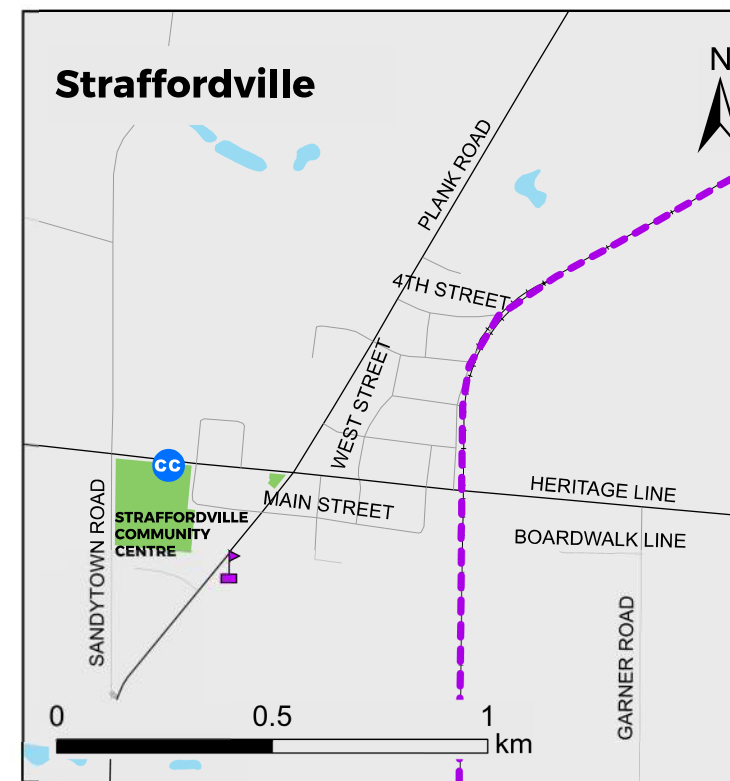 Straffordville
N
PLANK ROAD
4TH STREET
WEST STREET
CC
HERITAGE LINE
MAIN STREET
STRAFFORDVILLE
COMMUNITY
CENTRE
BOARDWALK LINE
SANDYTOWN ROAD
GARNER ROAD
0 0.5 1
km